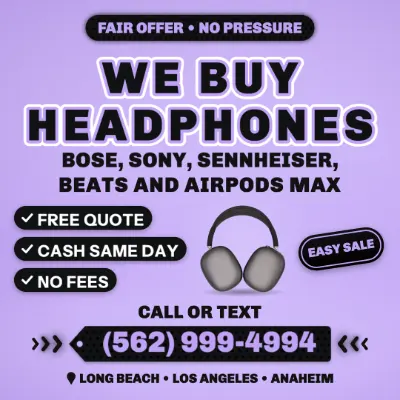 FAIR OFFER • NO PRESSURE
WE BUY
HEADPHONES
BOSE, SONY, SENNHEISER,
BEATS AND AIRPODS MAX
✓ FREE QUOTE
✓ CASH SAME DAY
✓ NO FEES
EASY SALE
CALL OR TEXT
(562) 999-4994
LONG BEACH • LOS ANGELES • ANAHEIM